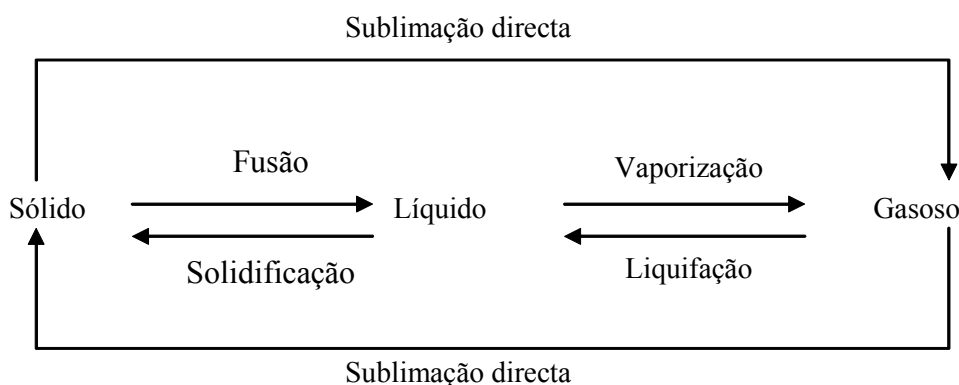 Sublimação directa
Fusão
Vaporização
Sólido
Líquido
Gasoso
Solidificação
Liquifação
Sublimação directa